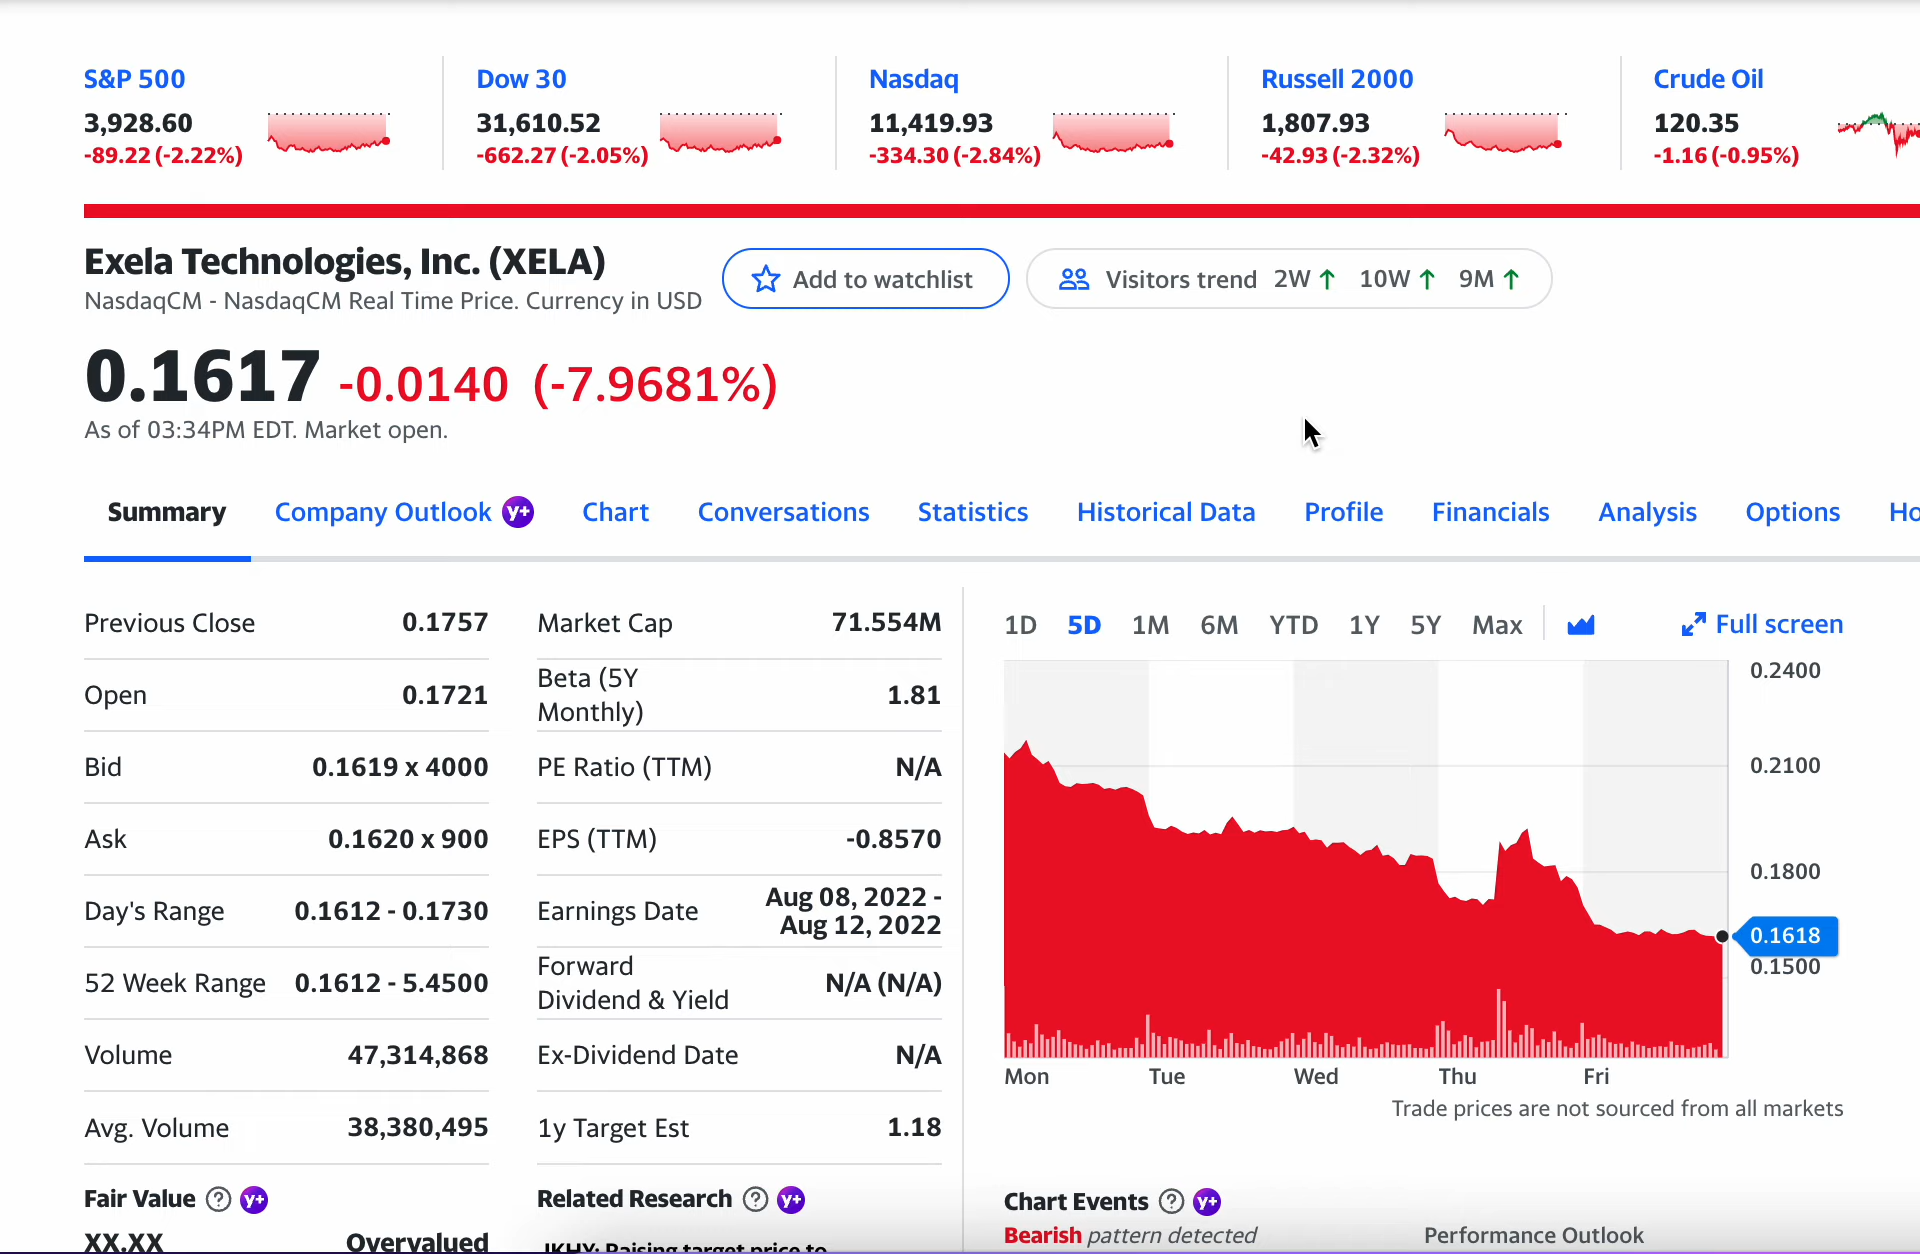 S&P 500
3,928.60
-89.22 (-2.22%)
Dow 30
31,610.52
-662.27 (-2.05%)
Nasdaq
11,419.93
-334.30 (-2.84%)
Russell 2000
1,807.93
-42.93 (-2.32%)
Crude Oil
120.35
-1.16 (-0.95%)
Exela Technologies, Inc. (XELA)
NasdaqCM - NasdaqCM Real Time Price. Currency in USD
Add to watchlist
Visitors trend 2W ↑ 10W ↑ 9M ↑
0.1617 -0.0140 (-7.9681%)
As of 03:34PM EDT. Market open.
Summary Company Outlook y+ Chart Conversations Statistics Historical Data Profile Financials Analysis Options Ho
Previous Close 0.1757
Open 0.1721
Bid 0.1619 x 4000
Ask 0.1620 x 900
Day's Range 0.1612 - 0.1730
52 Week Range 0.1612 - 5.4500
Volume 47,314,868
Avg. Volume 38,380,495
Market Cap 71.554M
Beta (5Y
Monthly) 1.81
PE Ratio (TTM) N/A
EPS (TTM) -0.8570
Earnings Date Aug 08, 2022 -
Aug 12, 2022
Forward
Dividend & Yield N/A (N/A)
Ex-Dividend Date N/A
1y Target Est 1.18
1D 5D 1M 6M YTD 1Y 5Y Max Full screen
0.2400
0.2100
0.1800
0.1618
0.1500
Mon Tue Wed Thu Fri
Trade prices are not sourced from all markets
Fair Value ? y+
XX.XX Overvalued
Related Research ? y+
JKHY: Raising target price to
Chart Events ? y+
Bearish pattern detected
Performance Outlook